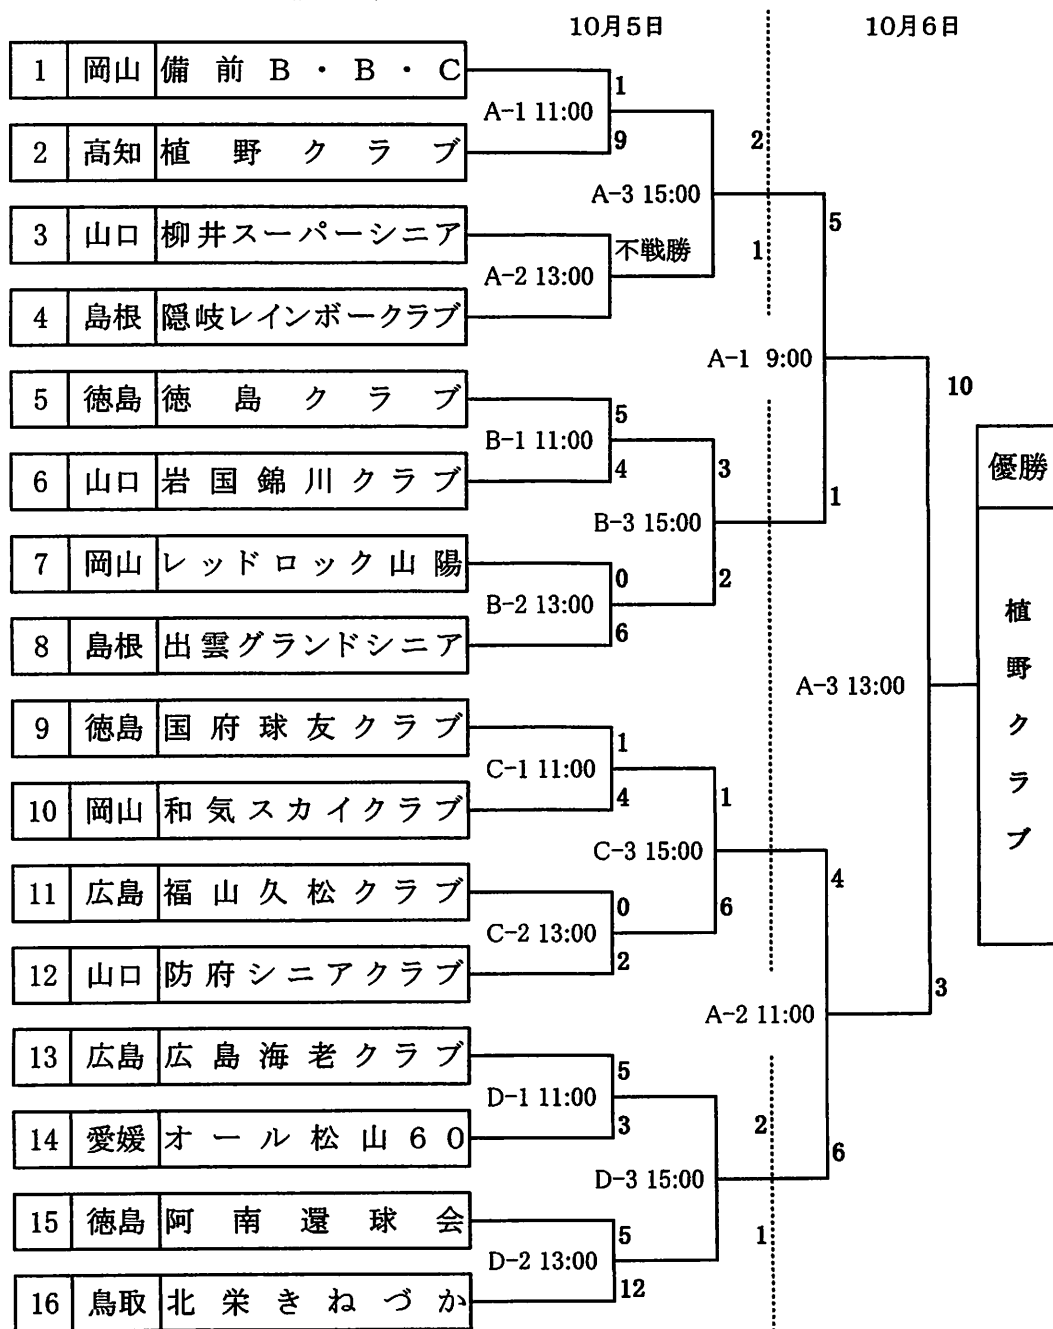 10月5日 10月6日
1 岡山 備前B・B・C
1
A-1 11:00
9
2 高知 植野クラブ
2
A-3 15:00
5
3 山口 柳井スーパーシニア
不戦勝
1
A-2 13:00
4 島根 隠岐レインボークラブ
A-1 9:00
10
5 徳島 徳島クラブ
5
B-1 11:00
4
3
6 山口 岩国錦川クラブ
優勝
1
B-3 15:00
7 岡山 レッドロック山陽
0
2
B-2 13:00
6
8 島根 出雲グランドシニア
植野クラブ
A-3 13:00
9 徳島 国府球友クラブ
1
C-1 11:00
4
1
10 岡山 和気スカイクラブ
C-3 15:00
4
11 広島 福山久松クラブ
0
6
C-2 13:00
2
12 山口 防府シニアクラブ
3
A-2 11:00
13 広島 広島海老クラブ
5
D-1 11:00
3
2
14 愛媛 オール松山60
6
D-3 15:00
15 徳島 阿南還球会
5
1
D-2 13:00
12
16 鳥取 北栄きねづか